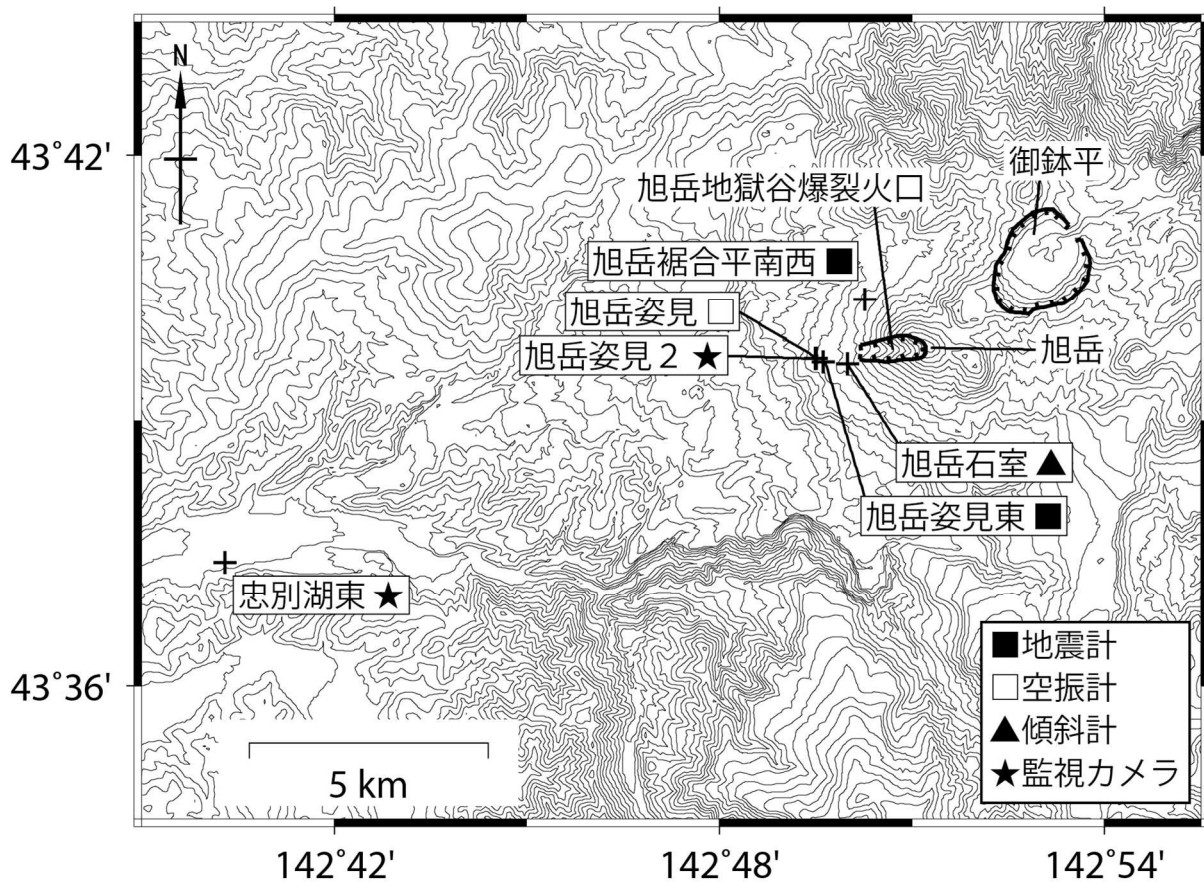 N
43°42'
御鉢平
旭岳地獄谷爆裂火口
旭岳裾合平南西 ■
旭岳姿見 □
旭岳姿見2 ★
旭岳
旭岳石室 ▲
旭岳姿見東 ■
忠別湖東 ★
43°36'
■地震計
□空振計
▲傾斜計
★監視カメラ
5 km
142°42'
142°48'
142°54'